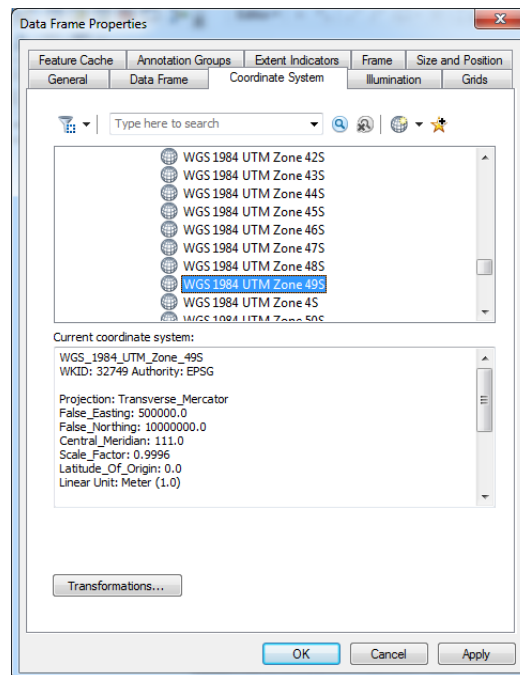 Data Frame Properties
Feature Cache Annotation Groups Extent Indicators Frame Size and Position
General Data Frame Coordinate System Illumination Grids
Type here to search
WGS 1984 UTM Zone 42S
WGS 1984 UTM Zone 43S
WGS 1984 UTM Zone 44S
WGS 1984 UTM Zone 45S
WGS 1984 UTM Zone 46S
WGS 1984 UTM Zone 47S
WGS 1984 UTM Zone 48S
WGS 1984 UTM Zone 49S
WGS 1984 UTM Zone 4S
WGS 1984 UTM Zone 50S
Current coordinate system:
WGS_1984_UTM_Zone_49S
WKID: 32749 Authority: EPSG
Projection: Transverse_Mercator
False_Easting: 500000.0
False_Northing: 10000000.0
Central_Meridian: 111.0
Scale_Factor: 0.9996
Latitude_Of_Origin: 0.0
Linear Unit: Meter (1.0)
Transformations...
OK Cancel Apply